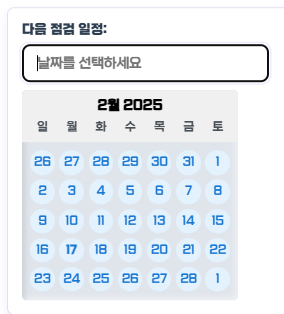 다음 점검 일정:
날짜를 선택하세요
2월 2025
일 월 화 수 목 금 토
26 27 28 29 30 31 1
2 3 4 5 6 7 8
9 10 11 12 13 14 15
16 17 18 19 20 21 22
23 24 25 26 27 28 1